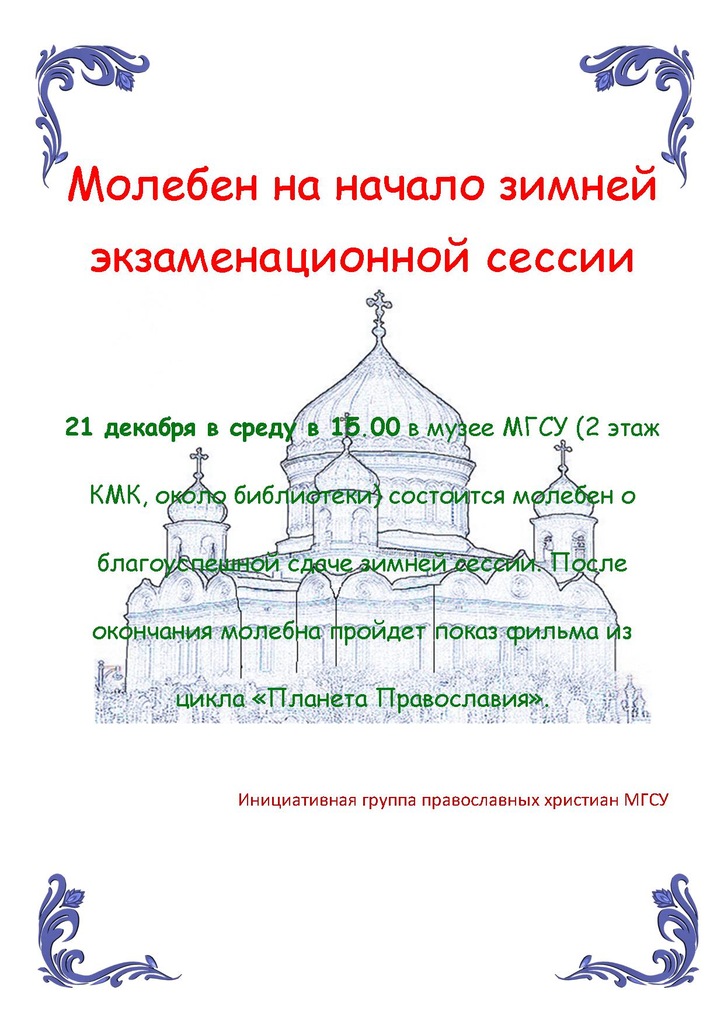 Молебен на начало зимней
экзаменационной сессии
21 декабря в среду в 15.00 в музее МГСУ (2 этаж
КМК, около библиотеки) состоится молебен о
благоуспешной сдаче зимней сессии. После
окончания молебна пройдет показ фильма из
цикла «Планета Православия».
Инициативная группа православных христиан МГСУ